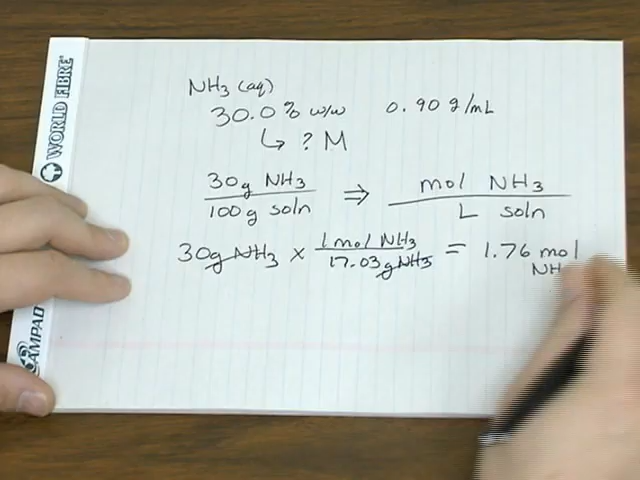 WORLD FIBRE
AMPAD
NH3 (aq)
30.0% w/w 0.90 g/mL
↳ ? M
30g NH3 / 100g soln ⇒ mol NH3 / L soln
30g NH3 × 1 mol NH3 / 17.03 g NH3 = 1.76 mol